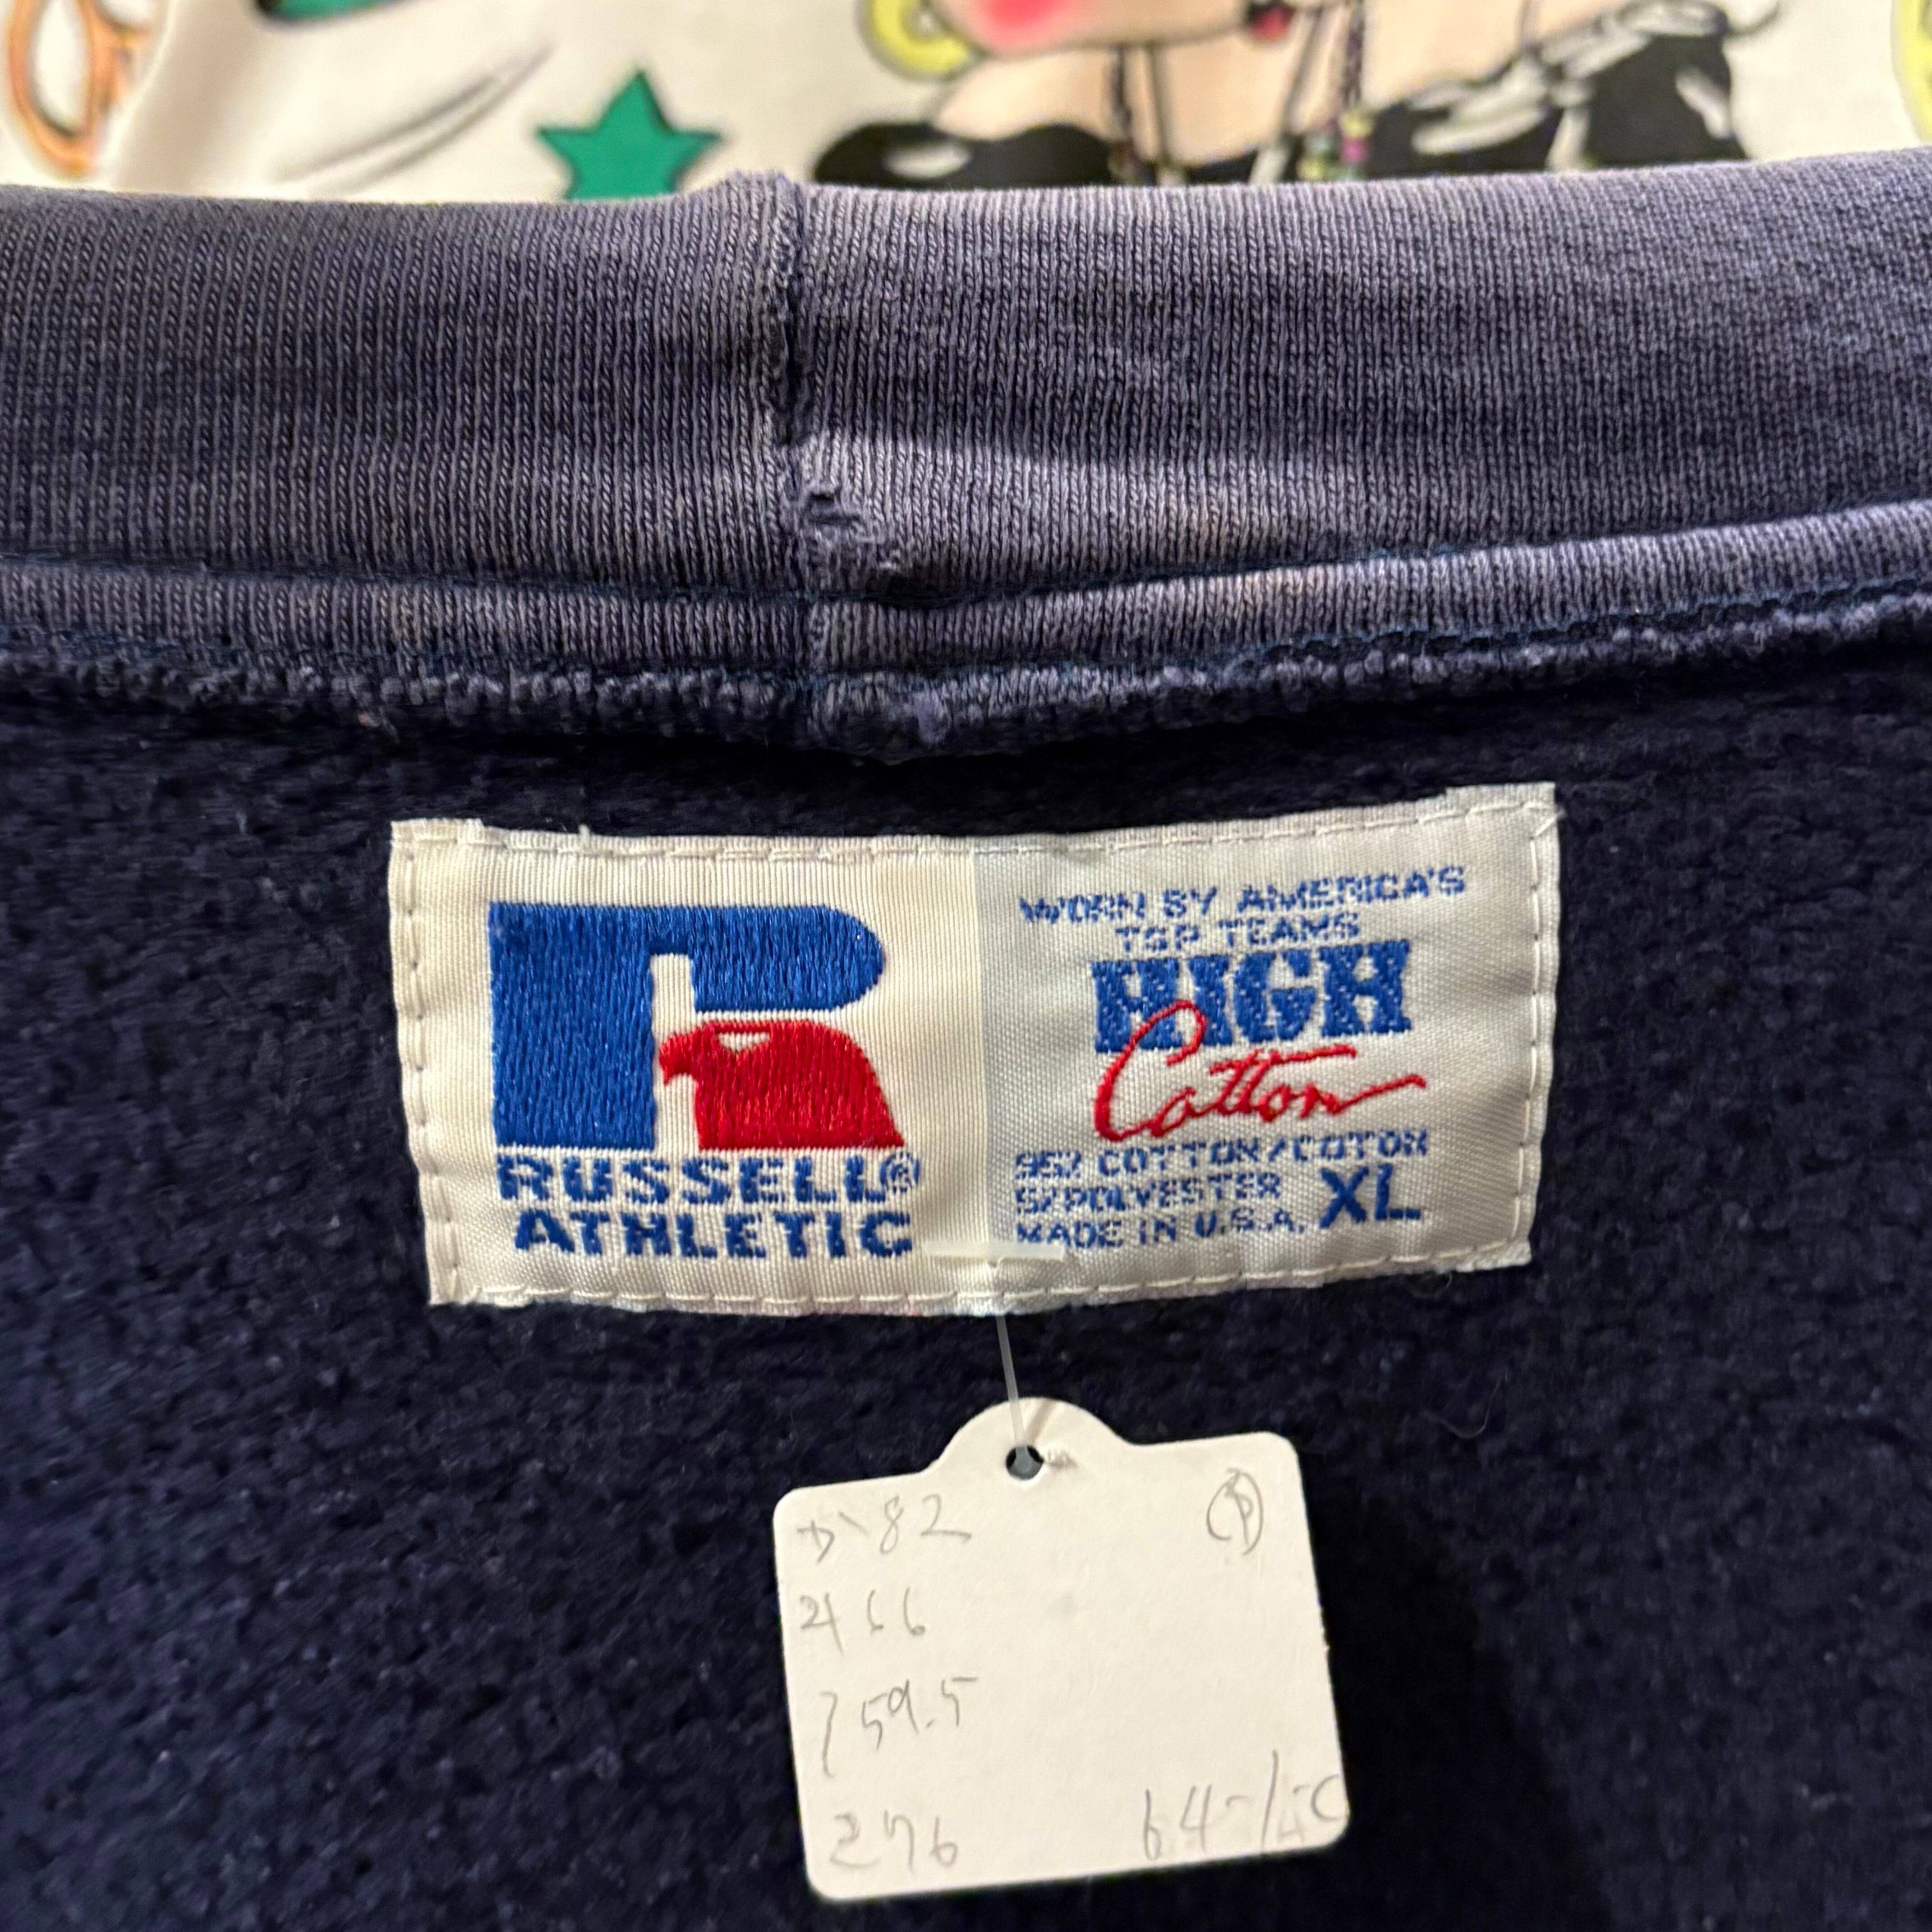 RUSSELL®
ATHLETIC
WORN BY AMERICA'S
TOP TEAMS
HIGH
Cotton
95% COTTON/COTON
5% POLYESTER
MADE IN U.S.A. XL
82
66
59.5
276